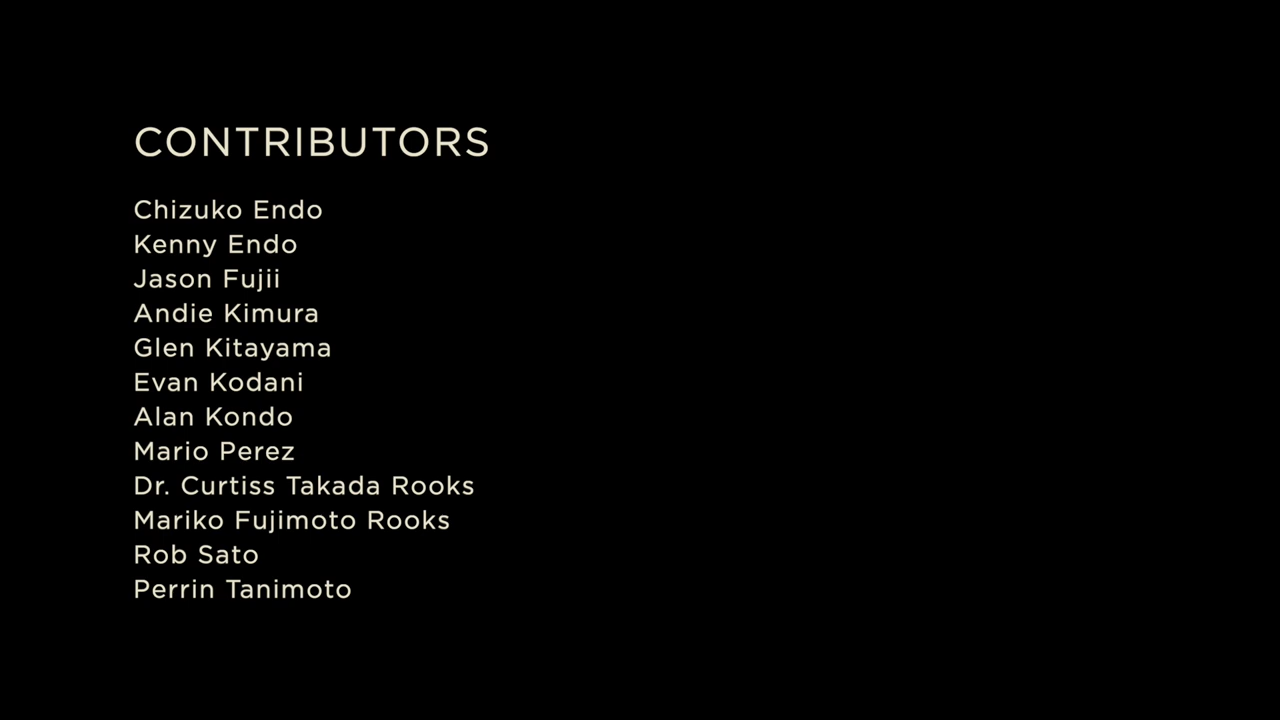 CONTRIBUTORS
Chizuko Endo
Kenny Endo
Jason Fujii
Andie Kimura
Glen Kitayama
Evan Kodani
Alan Kondo
Mario Perez
Dr. Curtiss Takada Rooks
Mariko Fujimoto Rooks
Rob Sato
Perrin Tanimoto